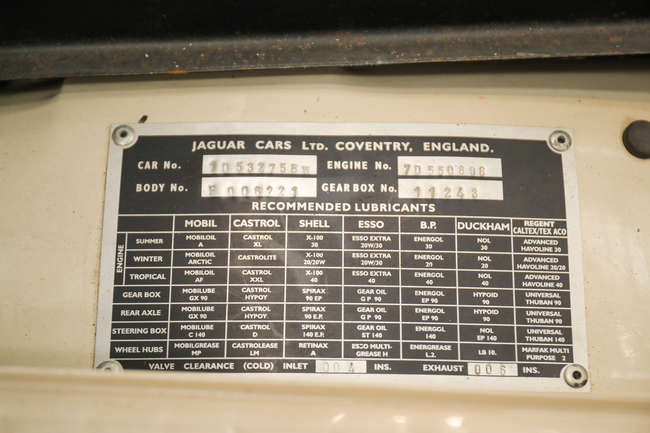 JAGUAR CARS LTD. COVENTRY, ENGLAND.
CAR No. 1D53275BW ENGINE No. 7D55089B
BODY No. F 006221 GEAR BOX No. 11243
RECOMMENDED LUBRICANTS
MOBIL CASTROL SHELL ESSO B.P. DUCKHAM REGENT CALTEX/TEX ACO
ENGINE
SUMMER MOBILOIL A CASTROL XL X-100 30 ESSO EXTRA 20W/30 ENERGOL 30 NOL 30 ADVANCED HAVOLINE 30
WINTER MOBILOIL ARCTIC CASTROLITE X-100 20/20W ESSO EXTRA 20W/30 ENERGOL 20 NOL 20 ADVANCED HAVOLINE 20/20
TROPICAL MOBILOIL AF CASTROL XXL X-100 40 ESSO EXTRA 40 ENERGOL 40 NOL 40 ADVANCED HAVOLINE 40
GEAR BOX MOBILUBE GX 90 CASTROL HYPOY SPIRAX 90 EP GEAR OIL G P 90 ENERGOL EP 90 HYPOID 90 UNIVERSAL THUBAN 90
REAR AXLE MOBILUBE GX 90 CASTROL HYPOY SPIRAX 90 E.P. GEAR OIL G P 90 ENERGOL EP 90 HYPOID 90 UNIVERSAL THUBAN 90
STEERING BOX MOBILUBE C 140 CASTROL D SPIRAX 140 E.P. GEAR OIL ST 140 ENERGGL 140 NOL EP 140 UNIVERSAL THUBAN 140
WHEEL HUBS MOBILGREASE MP CASTROLEASE LM RETINAX A ESSO MULTI- GREASE H ENERGREASE L.2. LB 10. MARFAK MULTI PURPOSE 2
VALVE CLEARANCE (COLD) INLET 004 INS. EXHAUST 006 INS.